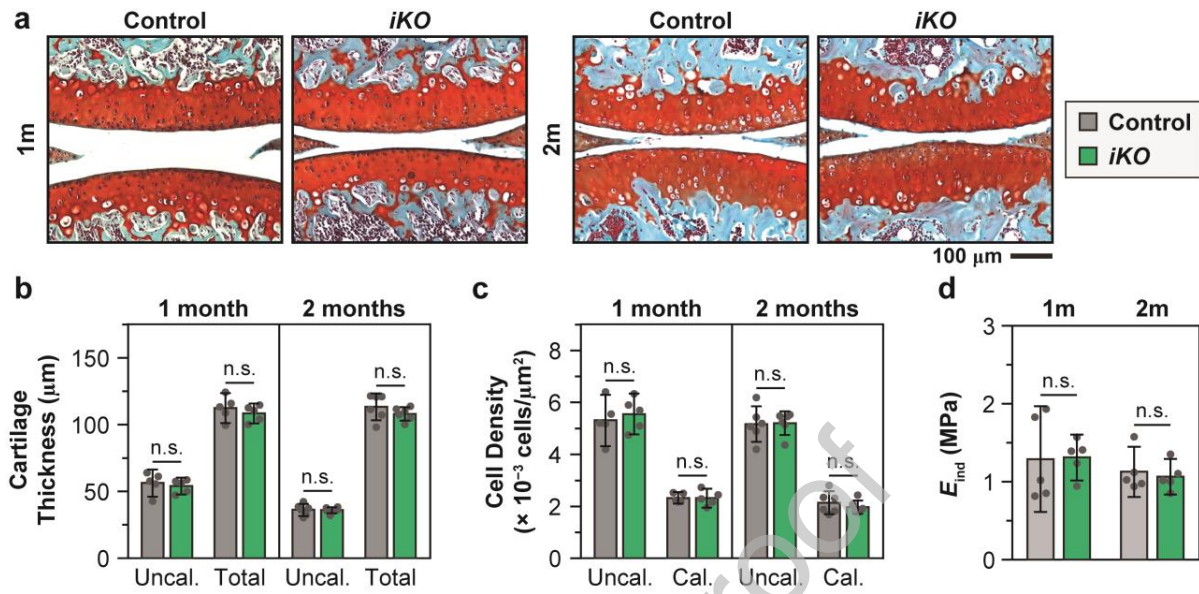 a
Control
iKO
Control
iKO
1m
2m
Control
iKO
100 μm
b
1 month
2 months
Cartilage
Thickness (μm)
150
100
50
0
n.s.
n.s.
n.s.
n.s.
Uncal. Total Uncal. Total
c
1 month
2 months
Cell Density
(× 10⁻³ cells/μm²)
8
6
4
2
0
n.s.
n.s.
n.s.
n.s.
Uncal. Cal. Uncal. Cal.
d
1m
2m
E_ind (MPa)
3
2
1
0
n.s.
n.s.
roof